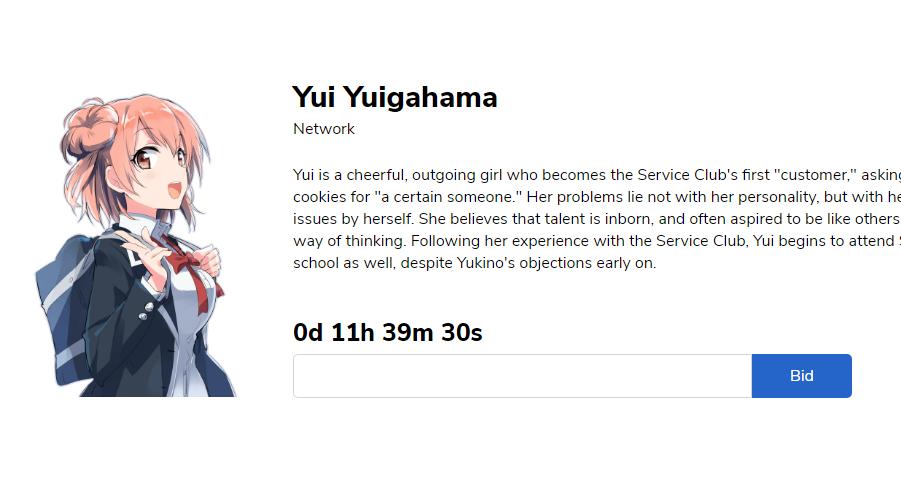 Yui Yuigahama
Network
Yui is a cheerful, outgoing girl who becomes the Service Club's first "customer," asking
cookies for "a certain someone." Her problems lie not with her personality, but with
issues by herself. She believes that talent is inborn, and often aspired to be like others
way of thinking. Following her experience with the Service Club, Yui begins to attend
school as well, despite Yukino's objections early on.
0d 11h 39m 30s
Bid